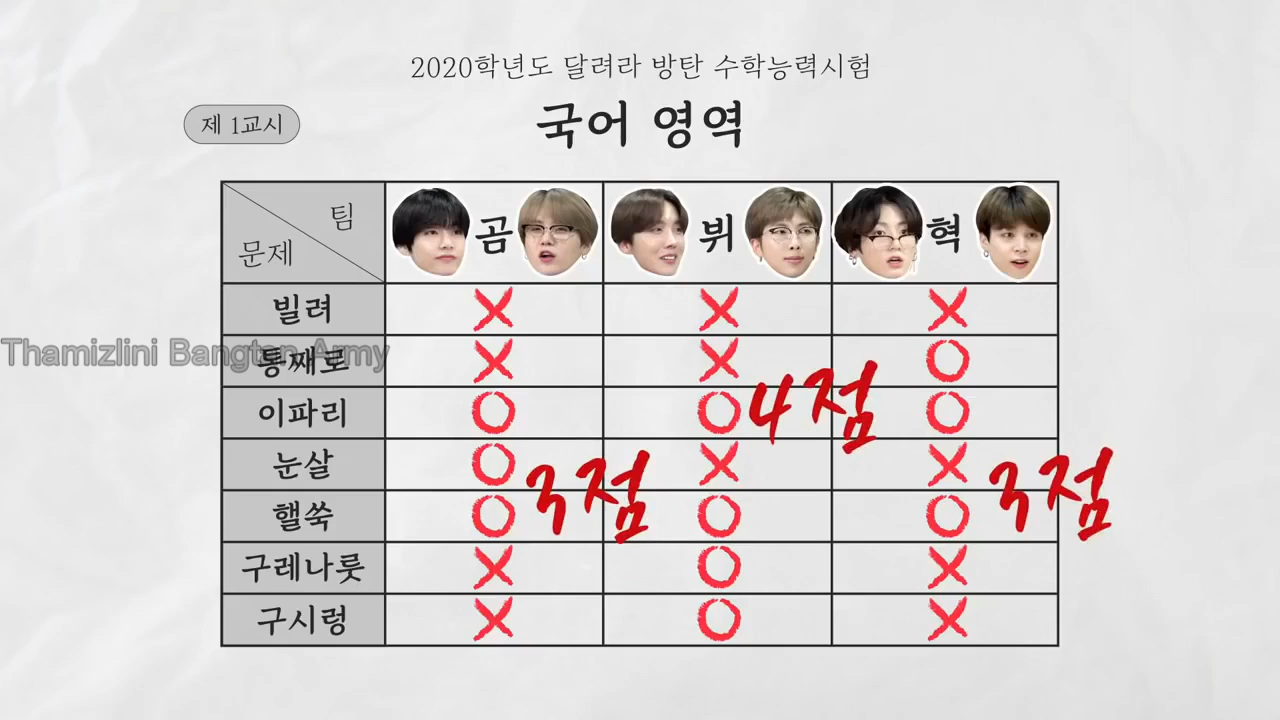 2020학년도 달려라 방탄 수학능력시험
제 1교시
국어 영역
팀
문제
곰 뷔 혁
빌려 X X X
Thamizlini Bangtan Army
통째로 X X O
이파리 O O O
4점
눈살 O X X
3점 3점
핼쑥 O O O
구레나룻 X O X
구시렁 X O X